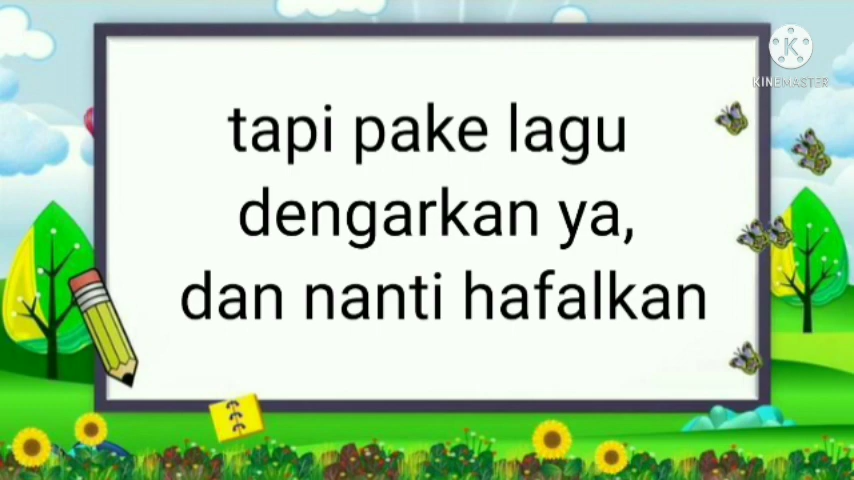 KINEMASTER
tapi pake lagu
dengarkan ya,
dan nanti hafalkan